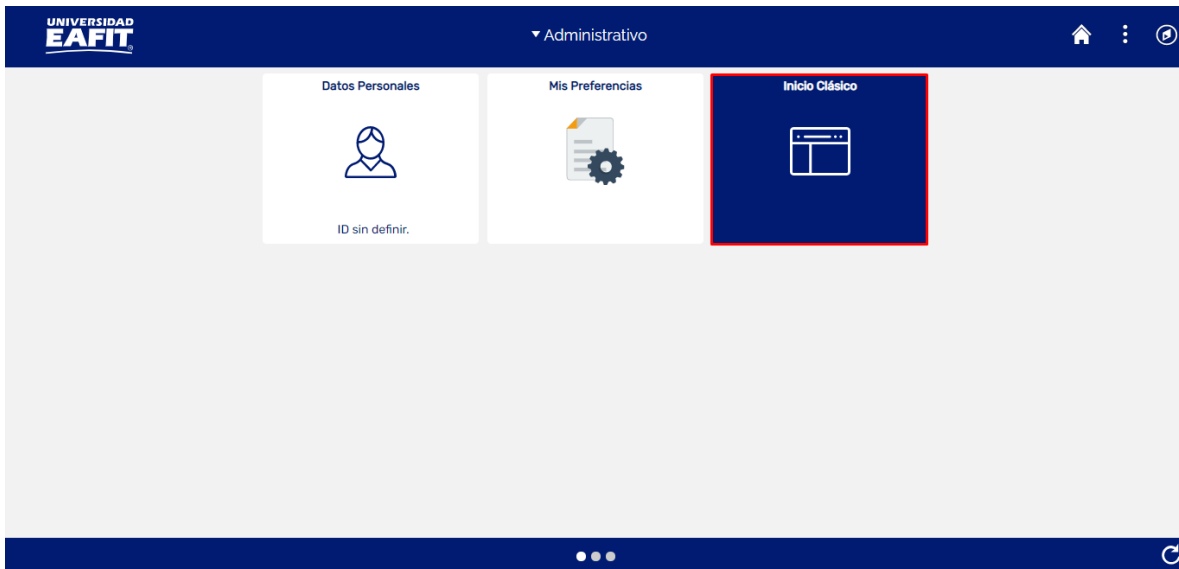 UNIVERSIDAD
EAFIT
Administrativo
Datos Personales
Mis Preferencias
Inicio Clásico
ID sin definir.